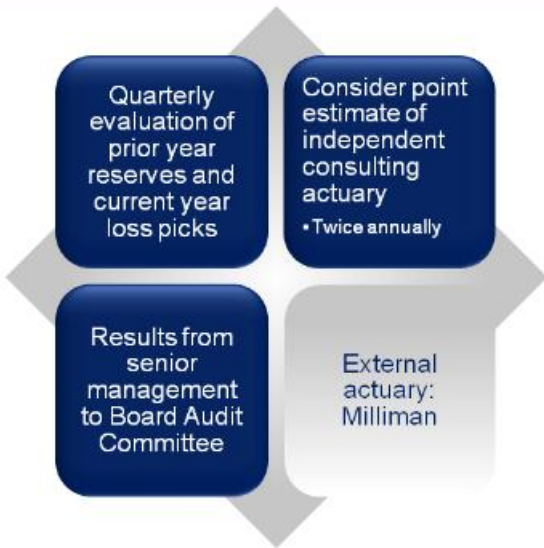 Quarterly
evaluation of
prior year
reserves and
current year
loss picks
Consider point
estimate of
independent
consulting
actuary
• Twice annually
Results from
senior
management
to Board Audit
Committee
External
actuary:
Milliman